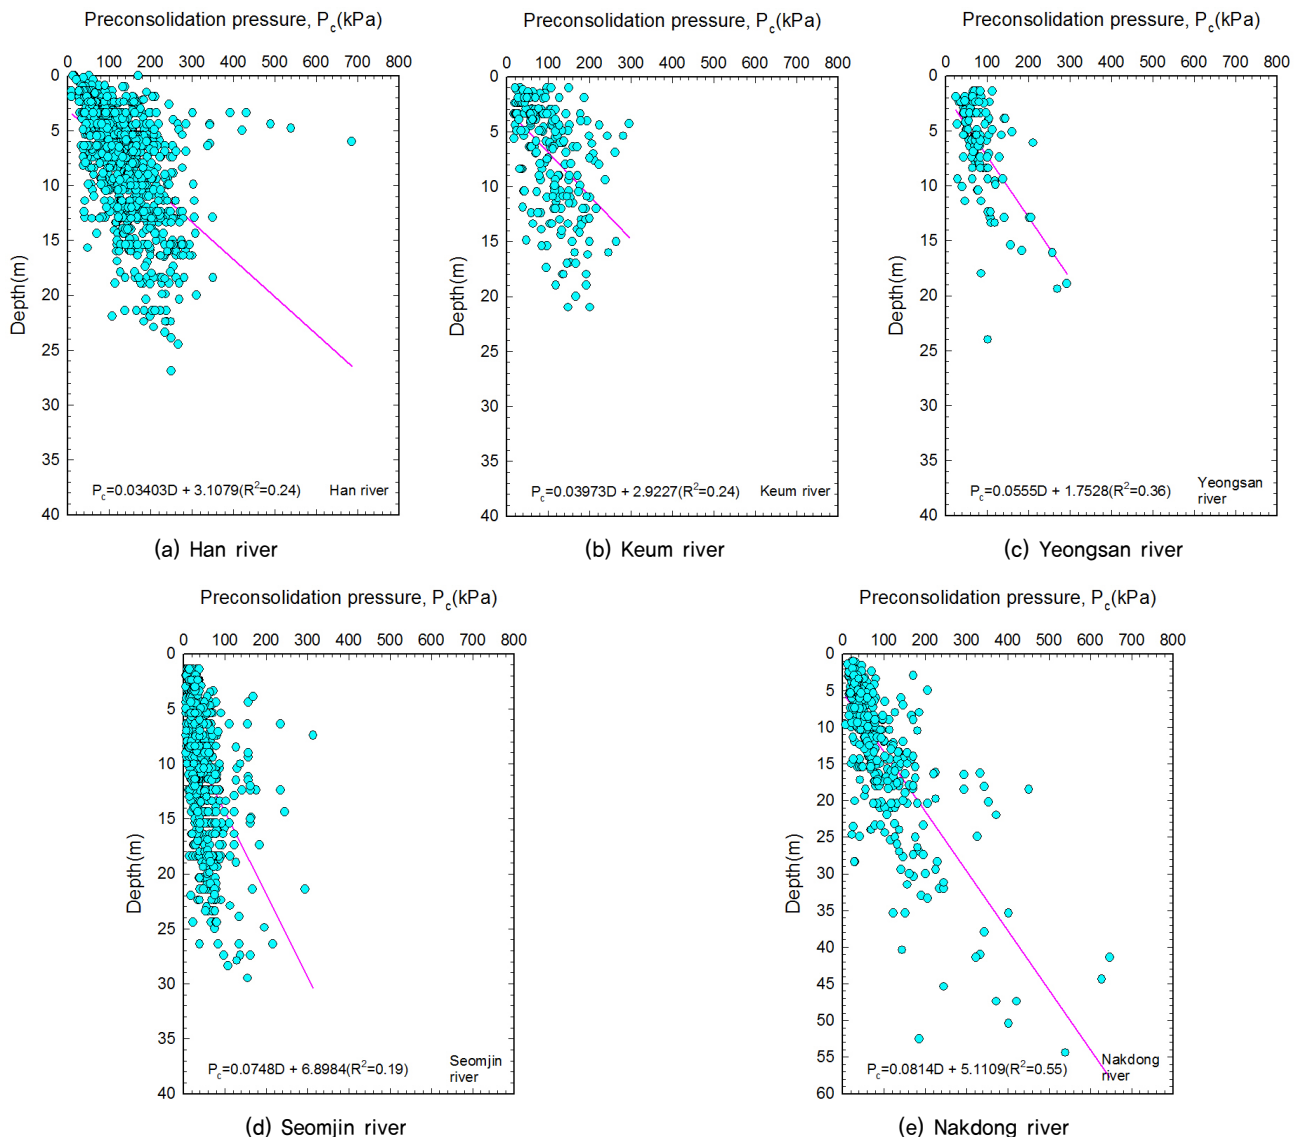 Preconsolidation pressure, Pc(kPa)
0 100 200 300 400 500 600 700 800
0
5
10
15
20
25
30
35
40
Depth(m)
Pc=0.03403D + 3.1079(R2=0.24)
Han river
(a) Han river
Preconsolidation pressure, Pc(kPa)
0 100 200 300 400 500 600 700 800
0
5
10
15
20
25
30
35
40
Depth(m)
Pc=0.03973D + 2.9227(R2=0.24)
Keum river
(b) Keum river
Preconsolidation pressure, Pc(kPa)
0 100 200 300 400 500 600 700 800
0
5
10
15
20
25
30
35
40
Depth(m)
Pc=0.0555D + 1.7528(R2=0.36)
Yeongsan
river
(c) Yeongsan river
Preconsolidation pressure, Pc(kPa)
0 100 200 300 400 500 600 700 800
0
5
10
15
20
25
30
35
40
Depth(m)
Pc=0.0748D + 6.8984(R2=0.19)
Seomjin
river
(d) Seomjin river
Preconsolidation pressure, Pc(kPa)
0 100 200 300 400 500 600 700 800
0
5
10
15
20
25
30
35
40
45
50
55
60
Depth(m)
Pc=0.0814D + 5.1109(R2=0.55)
Nakdong
river
(e) Nakdong river